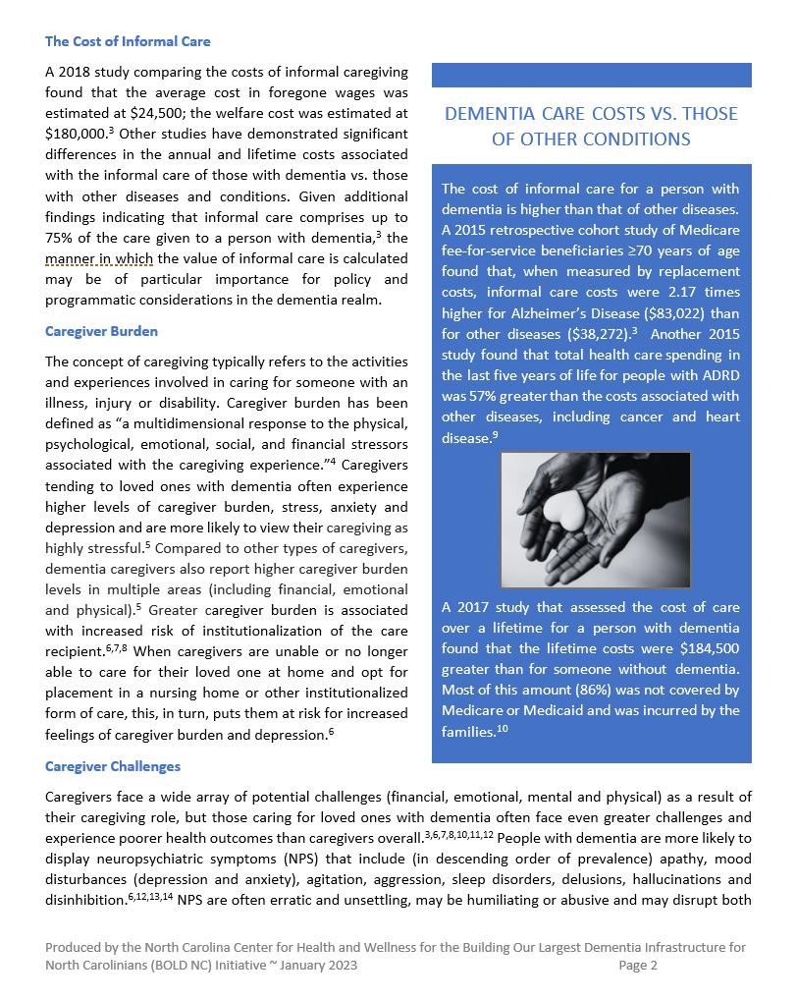 The Cost of Informal Care
A 2018 study comparing the costs of informal caregiving
found that the average cost in foregone wages was
estimated at $24,500; the welfare cost was estimated at
$180,000.3 Other studies have demonstrated significant
differences in the annual and lifetime costs associated
with the informal care of those with dementia vs. those
with other diseases and conditions. Given additional
findings indicating that informal care comprises up to
75% of the care given to a person with dementia,3 the
manner in which the value of informal care is calculated
may be of particular importance for policy and
programmatic considerations in the dementia realm.
Caregiver Burden
The concept of caregiving typically refers to the activities
and experiences involved in caring for someone with an
illness, injury or disability. Caregiver burden has been
defined as “a multidimensional response to the physical,
psychological, emotional, social, and financial stressors
associated with the caregiving experience.”4 Caregivers
tending to loved ones with dementia often experience
higher levels of caregiver burden, stress, anxiety and
depression and are more likely to view their caregiving as
highly stressful.5 Compared to other types of caregivers,
dementia caregivers also report higher caregiver burden
levels in multiple areas (including financial, emotional
and physical).5 Greater caregiver burden is associated
with increased risk of institutionalization of the care
recipient.6,7,8 When caregivers are unable or no longer
able to care for their loved one at home and opt for
placement in a nursing home or other institutionalized
form of care, this, in turn, puts them at risk for increased
feelings of caregiver burden and depression.6
DEMENTIA CARE COSTS VS. THOSE
OF OTHER CONDITIONS
The cost of informal care for a person with
dementia is higher than that of other diseases.
A 2015 retrospective cohort study of Medicare
fee-for-service beneficiaries ≥70 years of age
found that, when measured by replacement
costs, informal care costs were 2.17 times
higher for Alzheimer’s Disease ($83,022) than
for other diseases ($38,272).3 Another 2015
study found that total health care spending in
the last five years of life for people with ADRD
was 57% greater than the costs associated with
other diseases, including cancer and heart
disease.9
A 2017 study that assessed the cost of care
over a lifetime for a person with dementia
found that the lifetime costs were $184,500
greater than for someone without dementia.
Most of this amount (86%) was not covered by
Medicare or Medicaid and was incurred by the
families.10
Caregiver Challenges
Caregivers face a wide array of potential challenges (financial, emotional, mental and physical) as a result of
their caregiving role, but those caring for loved ones with dementia often face even greater challenges and
experience poorer health outcomes than caregivers overall.3,6,7,8,10,11,12 People with dementia are more likely to
display neuropsychiatric symptoms (NPS) that include (in descending order of prevalence) apathy, mood
disturbances (depression and anxiety), agitation, aggression, sleep disorders, delusions, hallucinations and
disinhibition.6,12,13,14 NPS are often erratic and unsettling, may be humiliating or abusive and may disrupt both
Produced by the North Carolina Center for Health and Wellness for the Building Our Largest Dementia Infrastructure for
North Carolinians (BOLD NC) Initiative ~ January 2023 Page 2